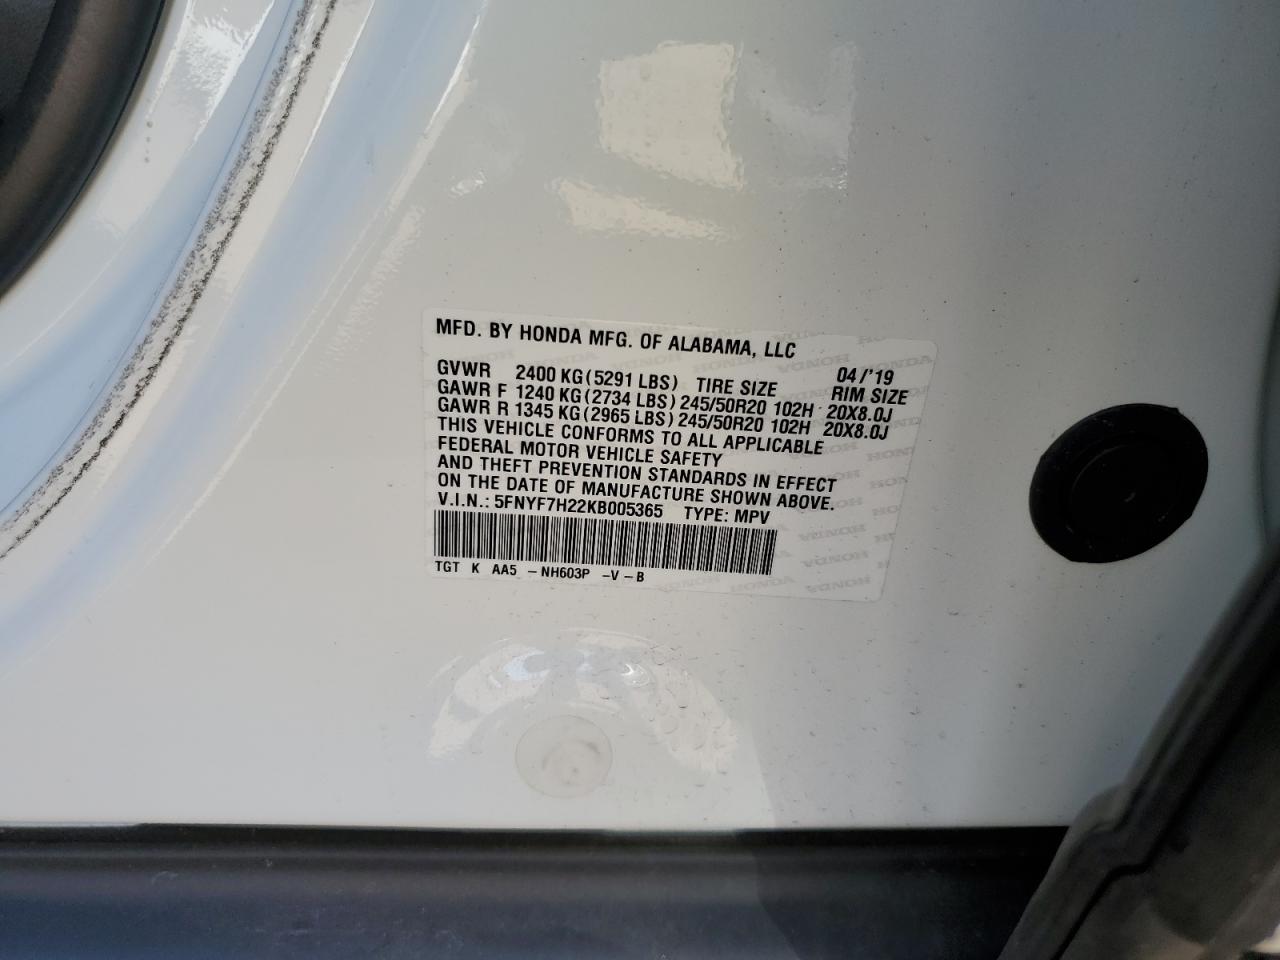 MFD. BY HONDA MFG. OF ALABAMA, LLC
GVWR 2400 KG (5291 LBS) TIRE SIZE 04/'19 RIM SIZE
GAWR F 1240 KG (2734 LBS) 245/50R20 102H 20X8.0J
GAWR R 1345 KG (2965 LBS) 245/50R20 102H 20X8.0J
THIS VEHICLE CONFORMS TO ALL APPLICABLE
FEDERAL MOTOR VEHICLE SAFETY
AND THEFT PREVENTION STANDARDS IN EFFECT
ON THE DATE OF MANUFACTURE SHOWN ABOVE.
V.I.N.: 5FNYF7H22KB005365 TYPE: MPV
TGT K AA5 -NH603P -V-B